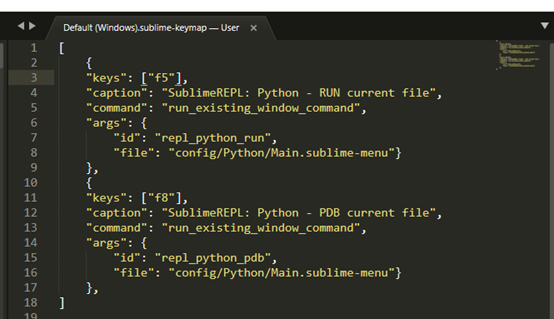 Default (Windows).sublime-keymap — User
1 [
2 {
3 "keys": ["f5"],
4 "caption": "SublimeREPL: Python - RUN current file",
5 "command": "run_existing_window_command",
6 "args": {
7 "id": "repl_python_run",
8 "file": "config/Python/Main.sublime-menu"}
9 },
10 {
11 "keys": ["f8"],
12 "caption": "SublimeREPL: Python - PDB current file",
13 "command": "run_existing_window_command",
14 "args": {
15 "id": "repl_python_pdb",
16 "file": "config/Python/Main.sublime-menu"}
17 },
18 ]
19